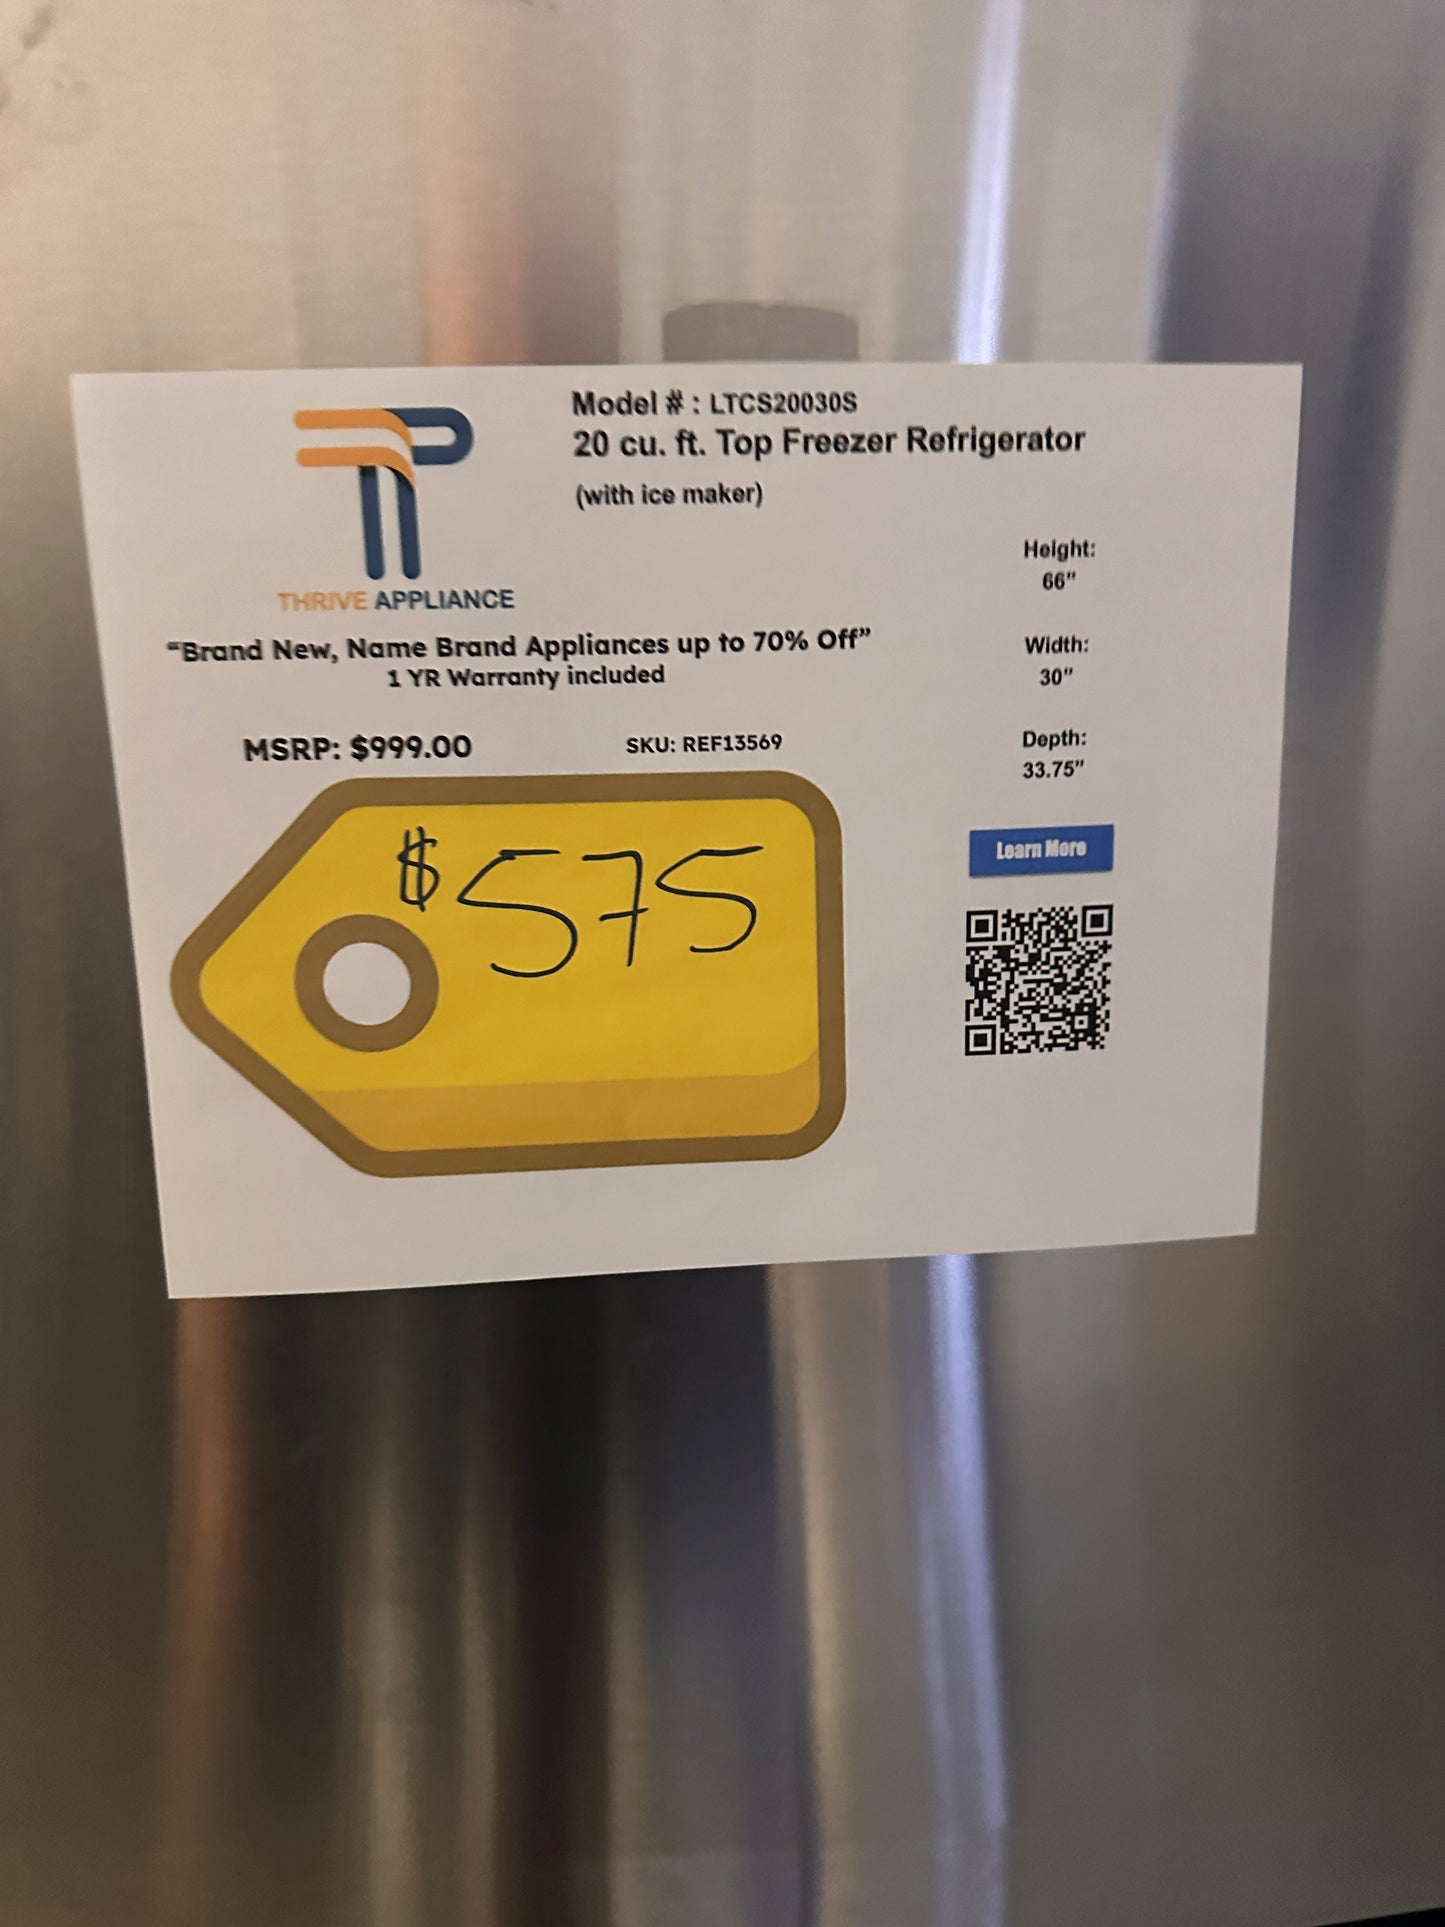 Model # : LTCS20030S
20 cu. ft. Top Freezer Refrigerator
(with ice maker)
THRIVE APPLIANCE
"Brand New, Name Brand Appliances up to 70% Off"
1 YR Warranty included
MSRP: $999.00
SKU: REF13569
$575
Height:
66"
Width:
30"
Depth:
33.75"
Learn More